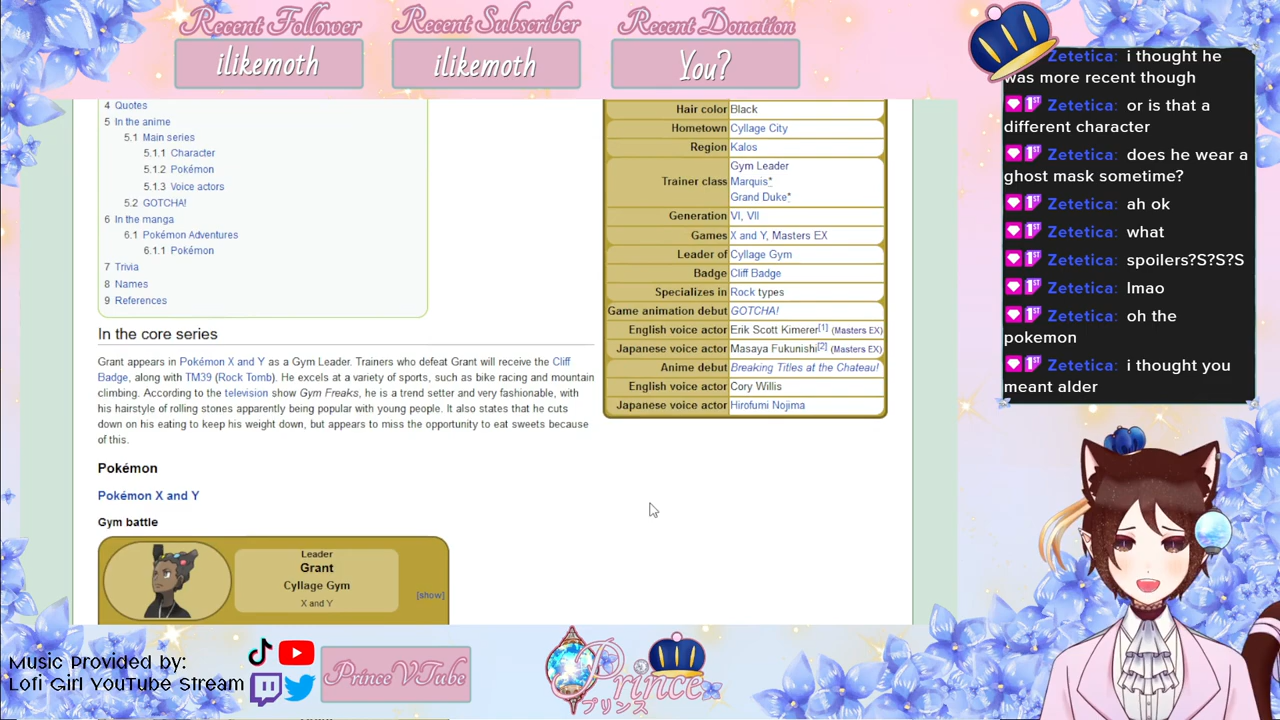 Recent Follower
ilikemoth
Recent Subscriber
ilikemoth
Recent Donation
You?
4 Quotes
5 In the anime
5.1 Main series
5.1.1 Character
5.1.2 Pokémon
5.1.3 Voice actors
5.2 GOTCHA!
6 In the manga
6.1 Pokémon Adventures
6.1.1 Pokémon
7 Trivia
8 Names
9 References
Hair color Black
Hometown Cyllage City
Region Kalos
Trainer class Gym Leader
Marquis*
Grand Duke*
Generation VI, VII
Games X and Y, Masters EX
Leader of Cyllage Gym
Badge Cliff Badge
Specializes in Rock types
Game animation debut GOTCHA!
English voice actor Erik Scott Kimerer[1] (Masters EX)
Japanese voice actor Masaya Fukunishi[2] (Masters EX)
Anime debut Breaking Titles at the Chateau!
English voice actor Cory Willis
Japanese voice actor Hirofumi Nojima
In the core series
Grant appears in Pokémon X and Y as a Gym Leader. Trainers who defeat Grant will receive the Cliff
Badge, along with TM39 (Rock Tomb). He excels at a variety of sports, such as bike racing and mountain
climbing. According to the television show Gym Freaks, he is a trend setter and very fashionable, with
his hairstyle of rolling stones apparently being popular with young people. It also states that he cuts
down on his eating to keep his weight down, but appears to miss the opportunity to eat sweets because
of this.
Pokémon
Pokémon X and Y
Gym battle
Leader
Grant
Cyllage Gym
X and Y
[show]
Zetetica: i thought he
was more recent though
Zetetica: or is that a
different character
Zetetica: does he wear a
ghost mask sometime?
Zetetica: ah ok
Zetetica: what
Zetetica: spoilers?S?S?S
Zetetica: lmao
Zetetica: oh the
pokemon
Zetetica: i thought you
meant alder
Music Provided by:
Lofi Girl YouTube Stream
Prince VTube
Prince
プリンス